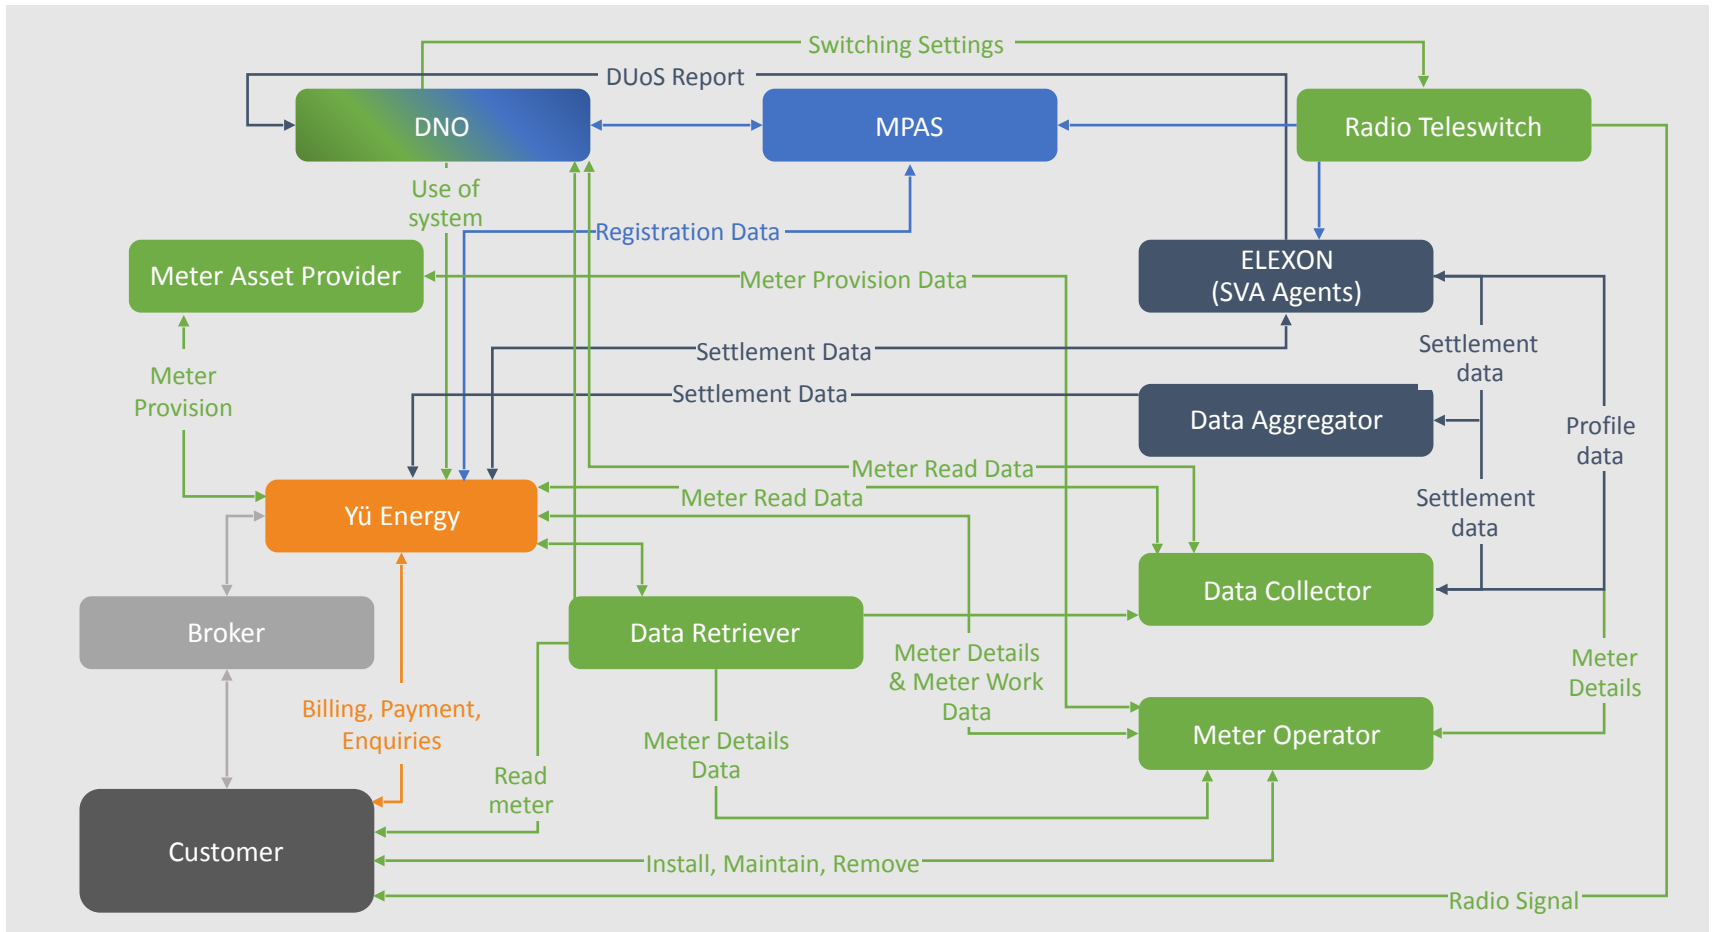 Switching Settings
DUoS Report
DNO
MPAS
Radio Teleswitch
Use of
system
Registration Data
Meter Asset Provider
Meter Provision Data
ELEXON
(SVA Agents)
Settlement Data
Settlement
data
Meter
Provision
Settlement Data
Data Aggregator
Profile
data
Meter Read Data
Meter Read Data
Settlement
data
Yü Energy
Data Collector
Broker
Data Retriever
Meter Details
& Meter Work
Data
Meter
Details
Billing, Payment,
Enquiries
Meter Details
Data
Meter Operator
Read
meter
Customer
Install, Maintain, Remove
Radio Signal